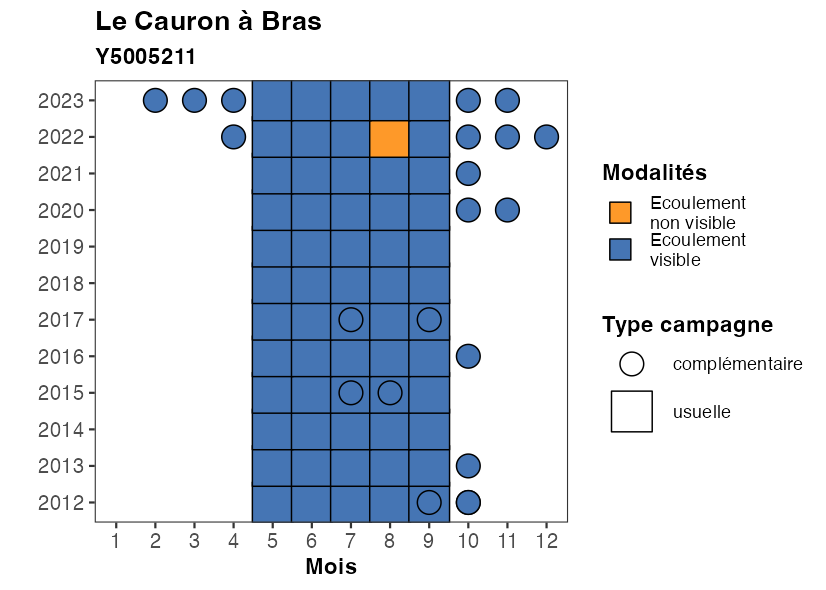 Le Cauron à Bras
Y5005211
2023
2022
2021
2020
2019
2018
2017
2016
2015
2014
2013
2012
1 2 3 4 5 6 7 8 9 10 11 12
Mois
Modalités
Ecoulement
non visible
Ecoulement
visible
Type campagne
complémentaire
usuelle